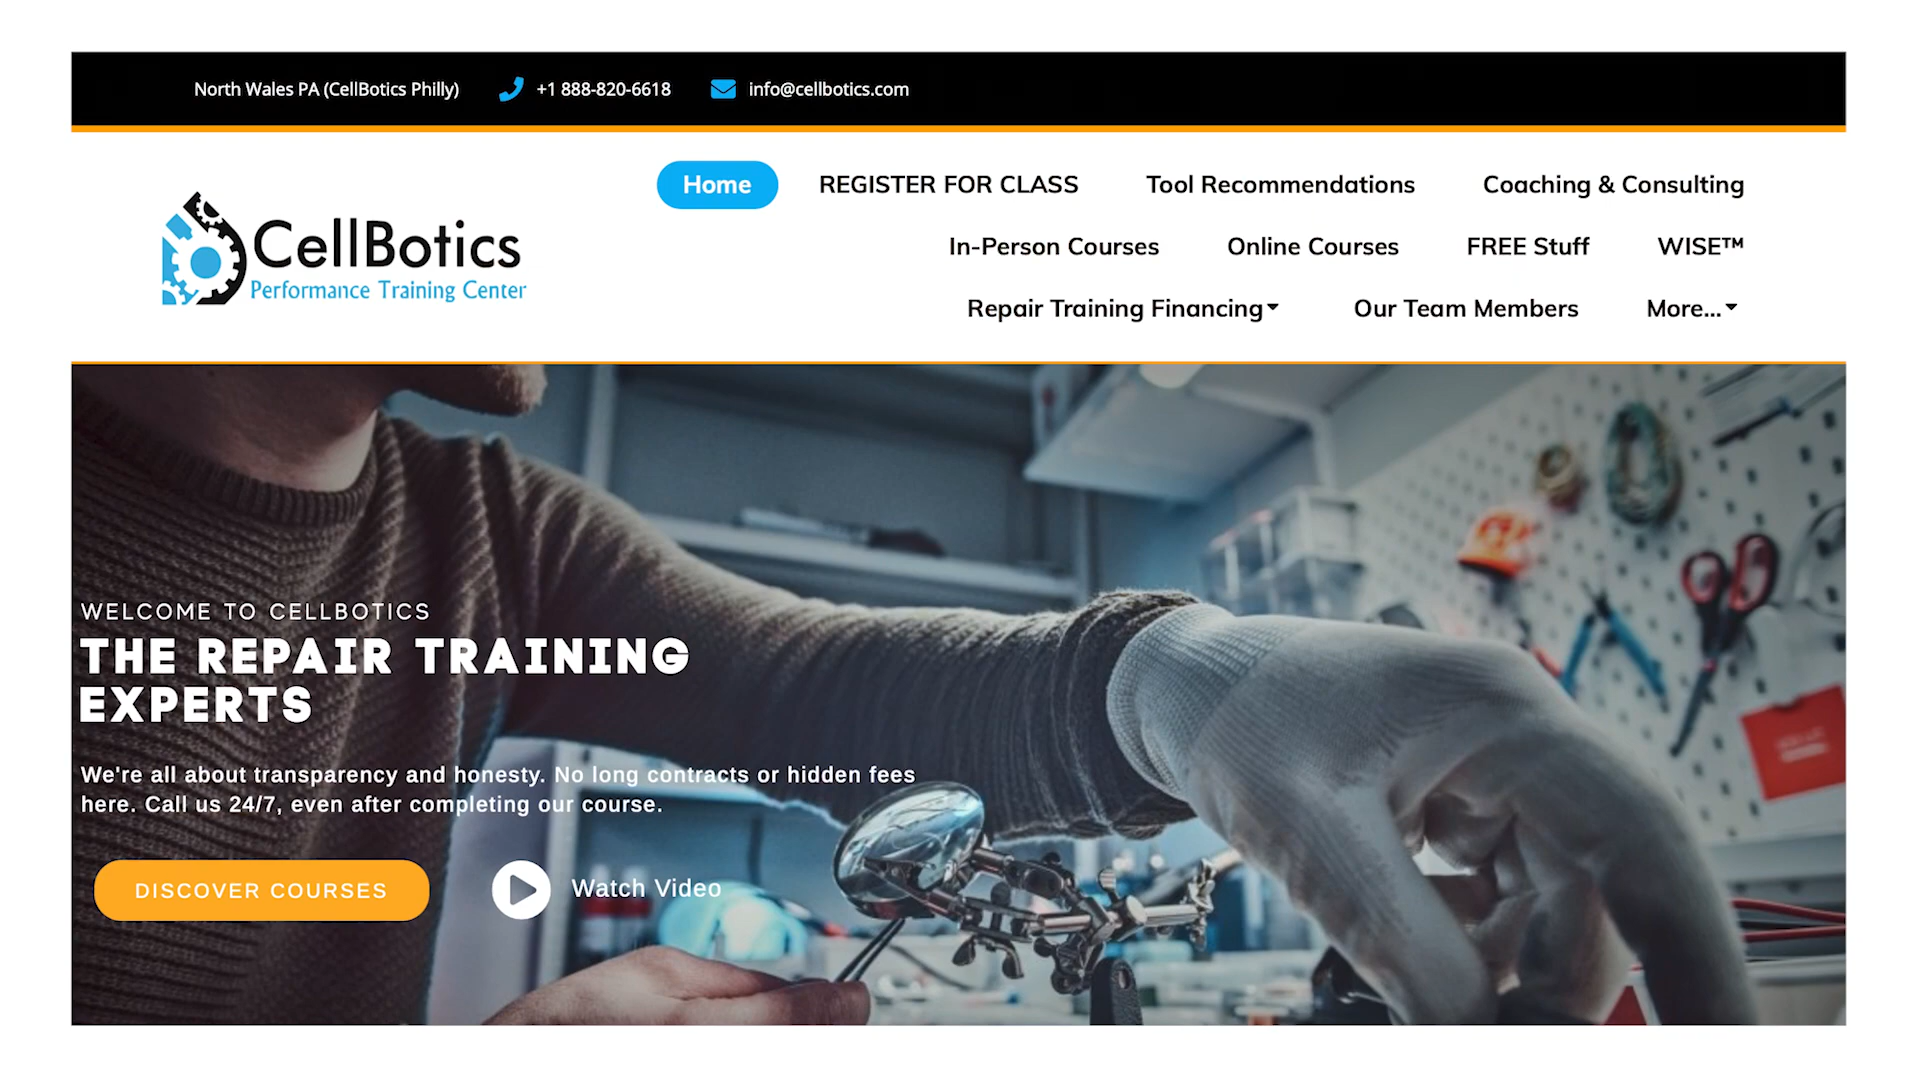 North Wales PA (CellBotics Philly) +1 888-820-6618 info@cellbotics.com
Home REGISTER FOR CLASS Tool Recommendations Coaching & Consulting
CellBotics
Performance Training Center
In-Person Courses Online Courses FREE Stuff WISE™
Repair Training Financing Our Team Members More...
WELCOME TO CELLBOTICS
THE REPAIR TRAINING
EXPERTS
We're all about transparency and honesty. No long contracts or hidden fees
here. Call us 24/7, even after completing our course.
DISCOVER COURSES Watch Video